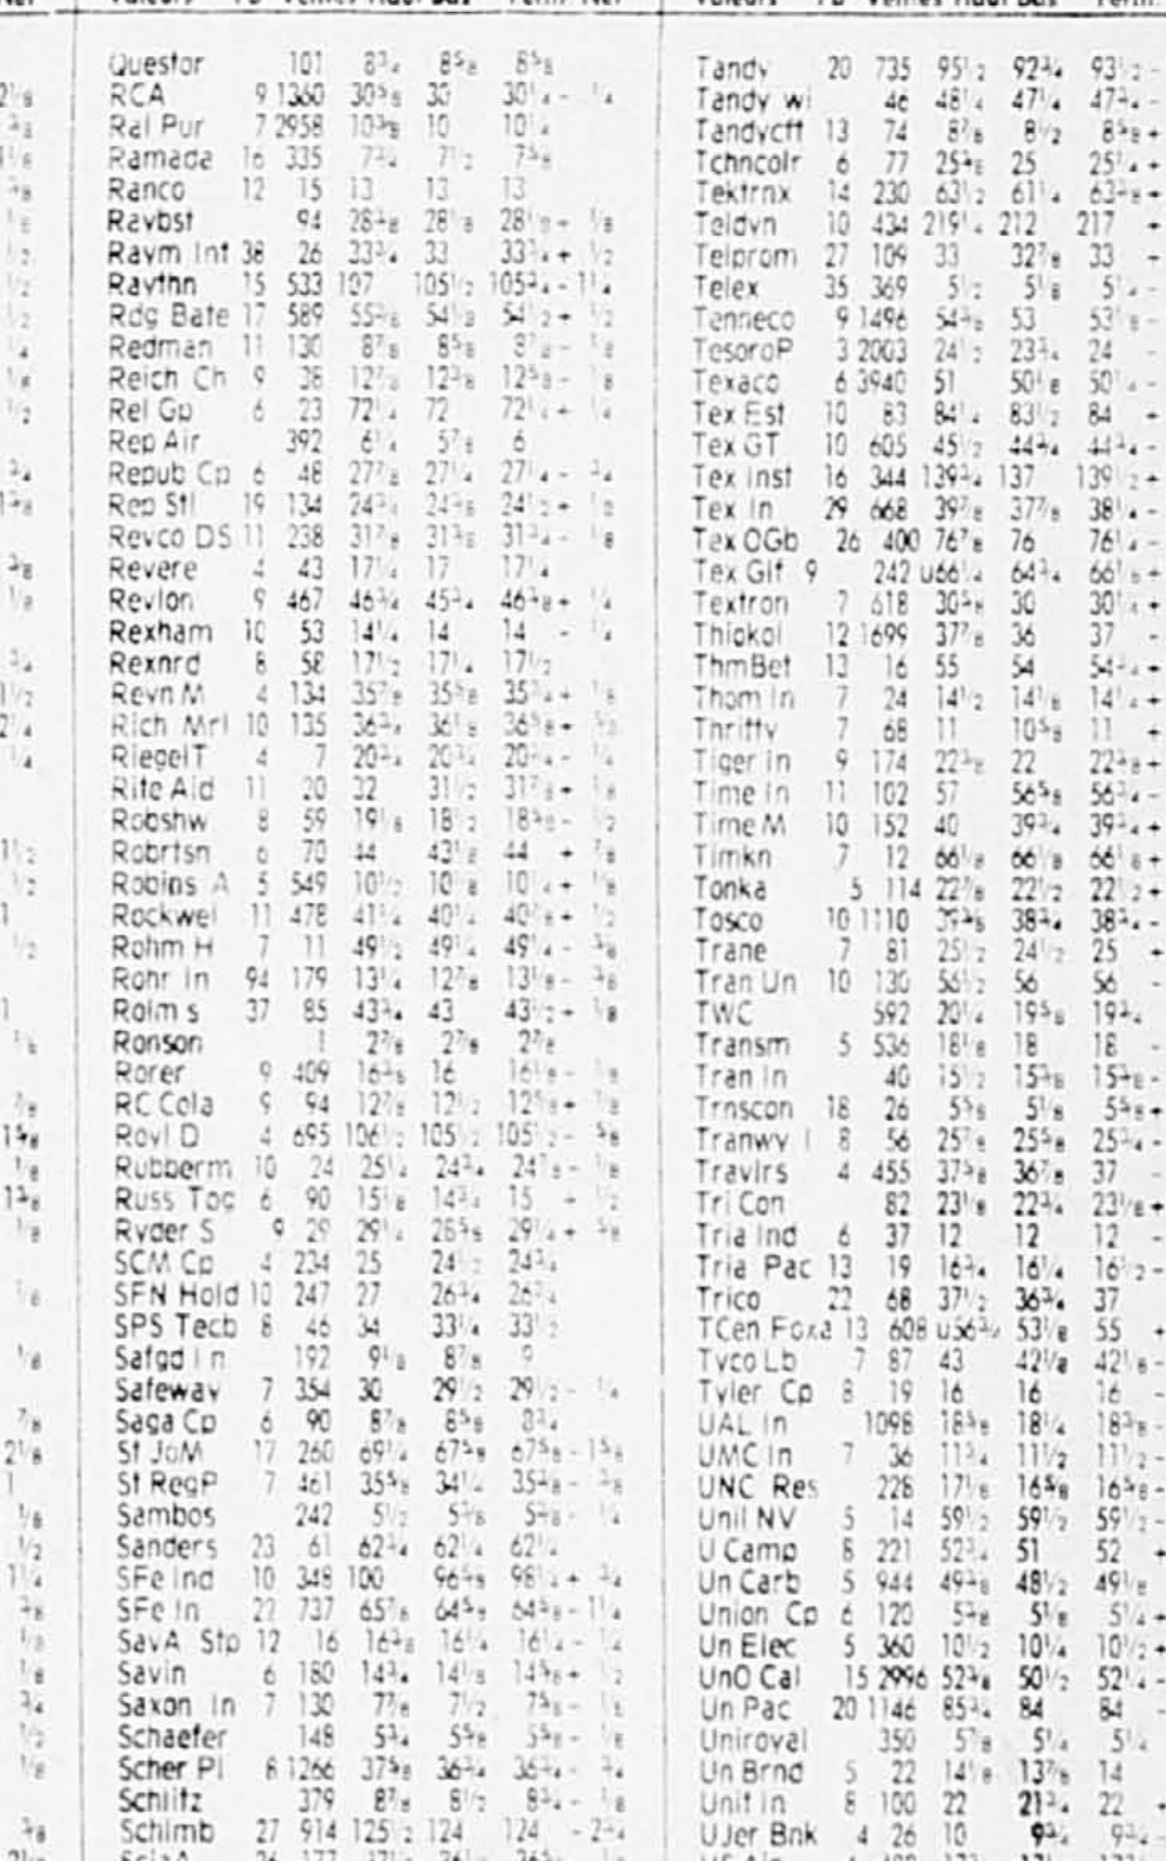 Questor 101 8¾ 8⅝ 8⅝
RCA 9 1360 30⅝ 30 30¼ - ¼
Ral Pur 7 2958 10⅜ 10 10¼
Ramada 16 335 7¾ 7½ 7⅝
Ranco 12 15 13 13 13
Raybst 94 28⅜ 28⅛ 28⅛ + ⅛
Raym Int 38 26 33¾ 33 33¾ + ½
Raythn 15 533 107 105½ 105¾ - 1¼
Rdg Bate 17 589 55⅜ 54⅛ 54½ + ½
Redman 11 130 8⅞ 8⅝ 8⅞ - ⅛
Reich Ch 9 38 12⅞ 12⅜ 12⅝ - ⅛
Rel Gp 6 23 72¼ 72 72¼ + ¼
Rep Air 392 6¼ 5⅞ 6
Repub Cp 6 48 27⅞ 27¼ 27¼ - ¾
Rep Stl 19 134 24¾ 24⅜ 24½ +
Revco DS 11 238 31⅞ 31⅜ 31¾ - ⅛
Revere 4 43 17¼ 17 17¼
Revlon 9 467 46¾ 45¾ 46⅜ + ¼
Rexham 10 53 14¼ 14 14 - ¼
Rexnrd 8 58 17½ 17¼ 17½
Reyn M 4 134 35⅞ 35⅝ 35¾ + ⅛
Rich Mrl 10 135 36¾ 36⅛ 36⅝ +
RiegelT 4 7 20¾ 20¾ 20¾ - ¼
Rite Aid 11 20 32 31½ 31⅞ + ⅛
Robshw 8 59 19⅛ 18½ 18⅝ - ½
Robrtsn 6 70 44 43⅛ 44 + ⅞
Robins A 5 549 10½ 10⅛ 10¼ + ⅛
Rockwel 11 478 41¼ 40¼ 40⅞ + ½
Rohm H 7 11 49½ 49¼ 49¼ - ⅜
Rohr In 94 179 13¼ 12⅞ 13⅛ - ⅜
Rolm s 37 85 43¾ 43 43½ + ⅛
Ronson 1 2⅞ 2⅞ 2⅞
Rorer 9 409 16⅜ 16 16⅛ - ⅛
RC Cola 9 94 12⅞ 12½ 12⅝ + ⅛
Royl D 4 695 106½ 105½ 105½ - ⅝
Rubberm 10 24 25¼ 24¾ 24⅞ - ⅛
Russ Tog 6 90 15⅛ 14¾ 15 + ½
Ryder S 9 29 29¼ 28⅝ 29¼ + ⅝
SCM Cp 4 234 25 24½ 24¾
SFN Hold 10 247 27 26¾ 26¾
SPS Tecb 8 46 34 33¼ 33½
Safgd In 192 9⅛ 8⅞ 9
Safeway 7 354 30 29½ 29½ - ¼
Saga Cp 6 90 8⅞ 8⅝ 8¾
St JoM 17 260 69¼ 67⅝ 67⅝ - 1⅝
St RegP 7 461 35⅝ 34¼ 35⅜ - ⅜
Sambos 242 5½ 5⅜ 5⅜ - ¼
Sanders 23 61 62¾ 62¼ 62¼
SFe Ind 10 348 100 96⅝ 98¼ + ¾
SFe In 22 737 65⅞ 64⅝ 64⅝ - 1¼
SavA Stp 12 16 16⅜ 16¼ 16¼ - ¼
Savin 6 180 14¾ 14⅛ 14⅝ + ½
Saxon In 7 130 7⅞ 7½ 7⅝ - ⅛
Schaefer 148 5¾ 5⅝ 5⅝ - ⅛
Scher Pl 8 1266 37⅝ 36¾ 36¾ - ¾
Schlitz 379 8⅞ 8½ 8¾ - ⅛
Schlmb 27 914 125½ 124 124 - 2¾
Tandy 20 735 95½ 92¾ 93½ -
Tandy wi 46 48¼ 47¼ 47¾ -
Tandycft 13 74 8⅞ 8½ 8⅝ +
Tchncolr 6 77 25⅜ 25 25¼ +
Tektrnx 14 230 63½ 61¼ 63⅜ +
Teldyn 10 434 219¼ 212 217 +
Telprom 27 109 33 32⅞ 33 -
Telex 35 369 5½ 5⅛ 5¼ -
Tenneco 9 1496 54⅜ 53 53⅛ -
TesoroP 3 2003 24½ 23¾ 24 -
Texaco 6 3940 51 50⅛ 50¼ -
Tex Est 10 83 84¼ 83½ 84 +
Tex GT 10 605 45½ 44¾ 44¾ -
Tex Inst 16 344 139¾ 137 139½ +
Tex In 29 668 39⅞ 37⅞ 38¼ -
Tex OGb 26 400 76⅞ 76 76¼ -
Tex Glf 9 242 u66¼ 64¾ 66⅛ +
Textron 7 618 30⅝ 30 30¼ +
Thiokol 12 1699 37⅞ 36 37 -
ThmBet 13 16 55 54 54¾ +
Thom In 7 24 14½ 14⅛ 14¼ +
Thrifty 7 68 11 10⅝ 11 +
Tiger In 9 174 22⅜ 22 22⅜ +
Time In 11 102 57 56⅝ 56¾ -
Time M 10 152 40 39¾ 39¾ +
Timkn 7 12 66⅛ 66⅛ 66⅛ +
Tonka 5 114 22⅞ 22½ 22½ +
Tosco 10 1110 39⅜ 38¾ 38¾ -
Trane 7 81 25½ 24½ 25 +
Tran Un 10 130 56½ 56 56 -
TWC 592 20¼ 19⅝ 19¾
Transm 5 536 18⅛ 18 18 -
Tran In 40 15½ 15⅜ 15⅜ -
Trnscon 18 26 5⅝ 5⅛ 5⅝ +
Tranwy I 8 56 25⅞ 25⅝ 25¾ -
Travlrs 4 455 37⅝ 36⅞ 37 -
Tri Con 82 23⅛ 22¾ 23⅛ +
Tria Ind 6 37 12 12 12 -
Tria Pac 13 19 16¾ 16¼ 16½ -
Trico 22 68 37½ 36¾ 37
TCen Foxa 13 608 u56¾ 53⅛ 55 +
Tyco Lb 7 87 43 42⅛ 42⅛ -
Tyler Cp 8 19 16 16 16 -
UAL In 1098 18⅝ 18¼ 18⅜ -
UMC In 7 36 11¾ 11½ 11½ -
UNC Res 228 17⅛ 16⅝ 16⅝ -
Unil NV 5 14 59½ 59½ 59½ -
U Camp 8 221 52¾ 51 52 +
Un Carb 5 944 49⅜ 48½ 49⅛
Union Cp 6 120 5⅜ 5⅛ 5¼ +
Un Elec 5 360 10½ 10¼ 10½ +
UnO Cal 15 2996 52⅜ 50½ 52¼ -
Un Pac 20 1146 85¾ 84 84 -
Uniroyal 350 5⅞ 5¼ 5¼
Un Brnd 5 22 14⅛ 13⅞ 14
Unit In 8 100 22 21¾ 22 +
UJer Bnk 4 26 10 9¾ 9¾ -